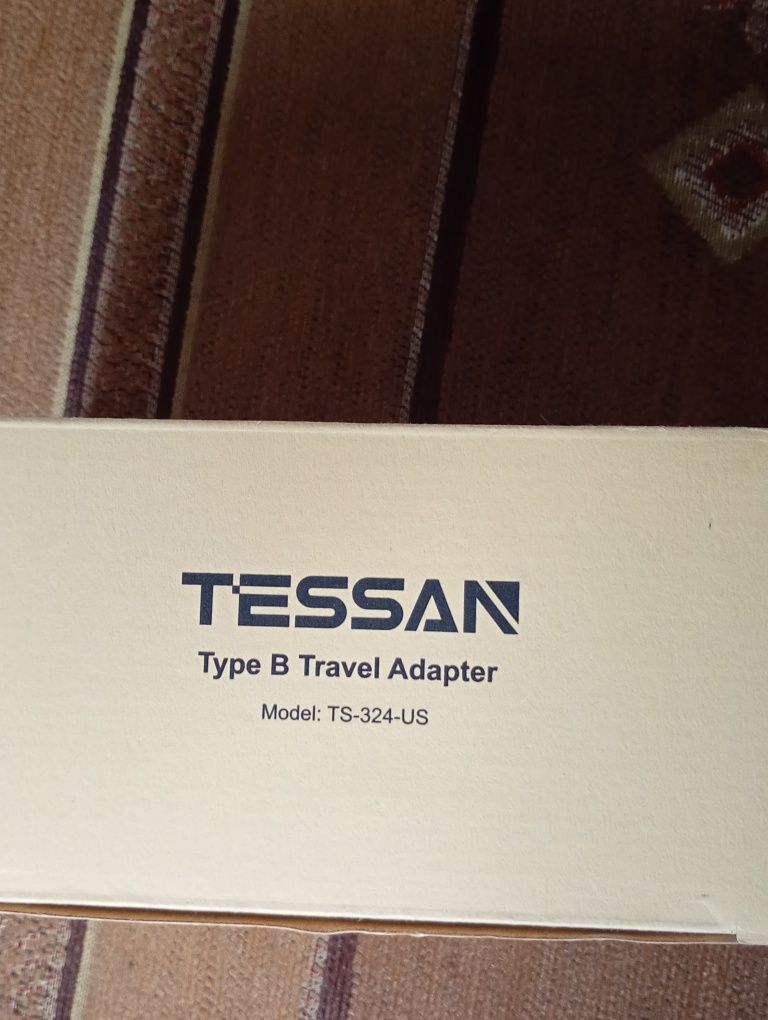 TESSAN
Type B Travel Adapter
Model: TS-324-US